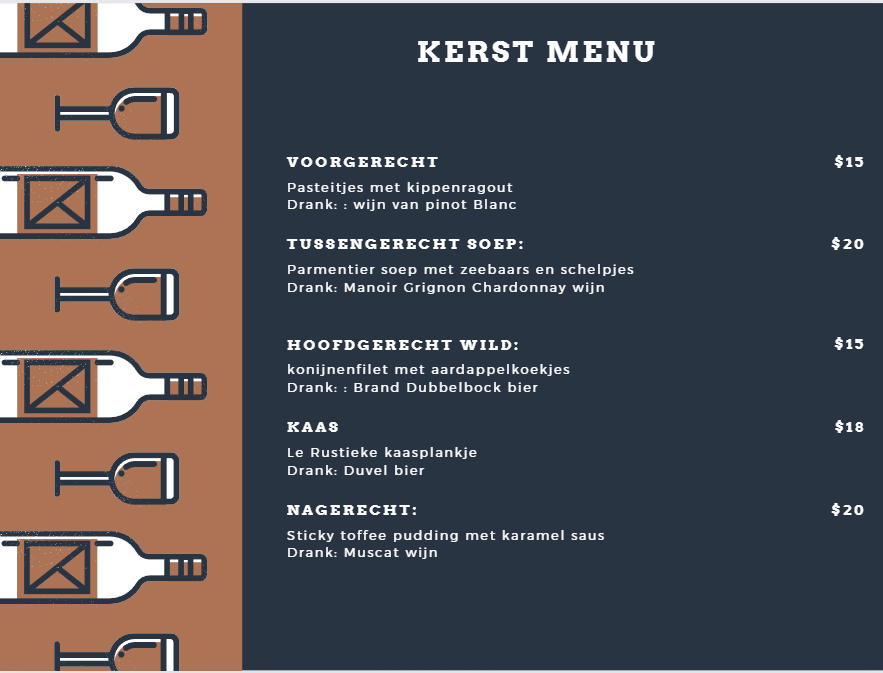 KERST MENU
VOORGERECHT $15
Pasteitjes met kippenragout
Drank: : wijn van pinot Blanc
TUSSENGERECHT SOEP: $20
Parmentier soep met zeebaars en schelpjes
Drank: Manoir Grignon Chardonnay wijn
HOOFDGERECHT WILD: $15
konijnenfilet met aardappelkoekjes
Drank: : Brand Dubbelbock bier
KAAS $18
Le Rustieke kaasplankje
Drank: Duvel bier
NAGERECHT: $20
Sticky toffee pudding met karamel saus
Drank: Muscat wijn